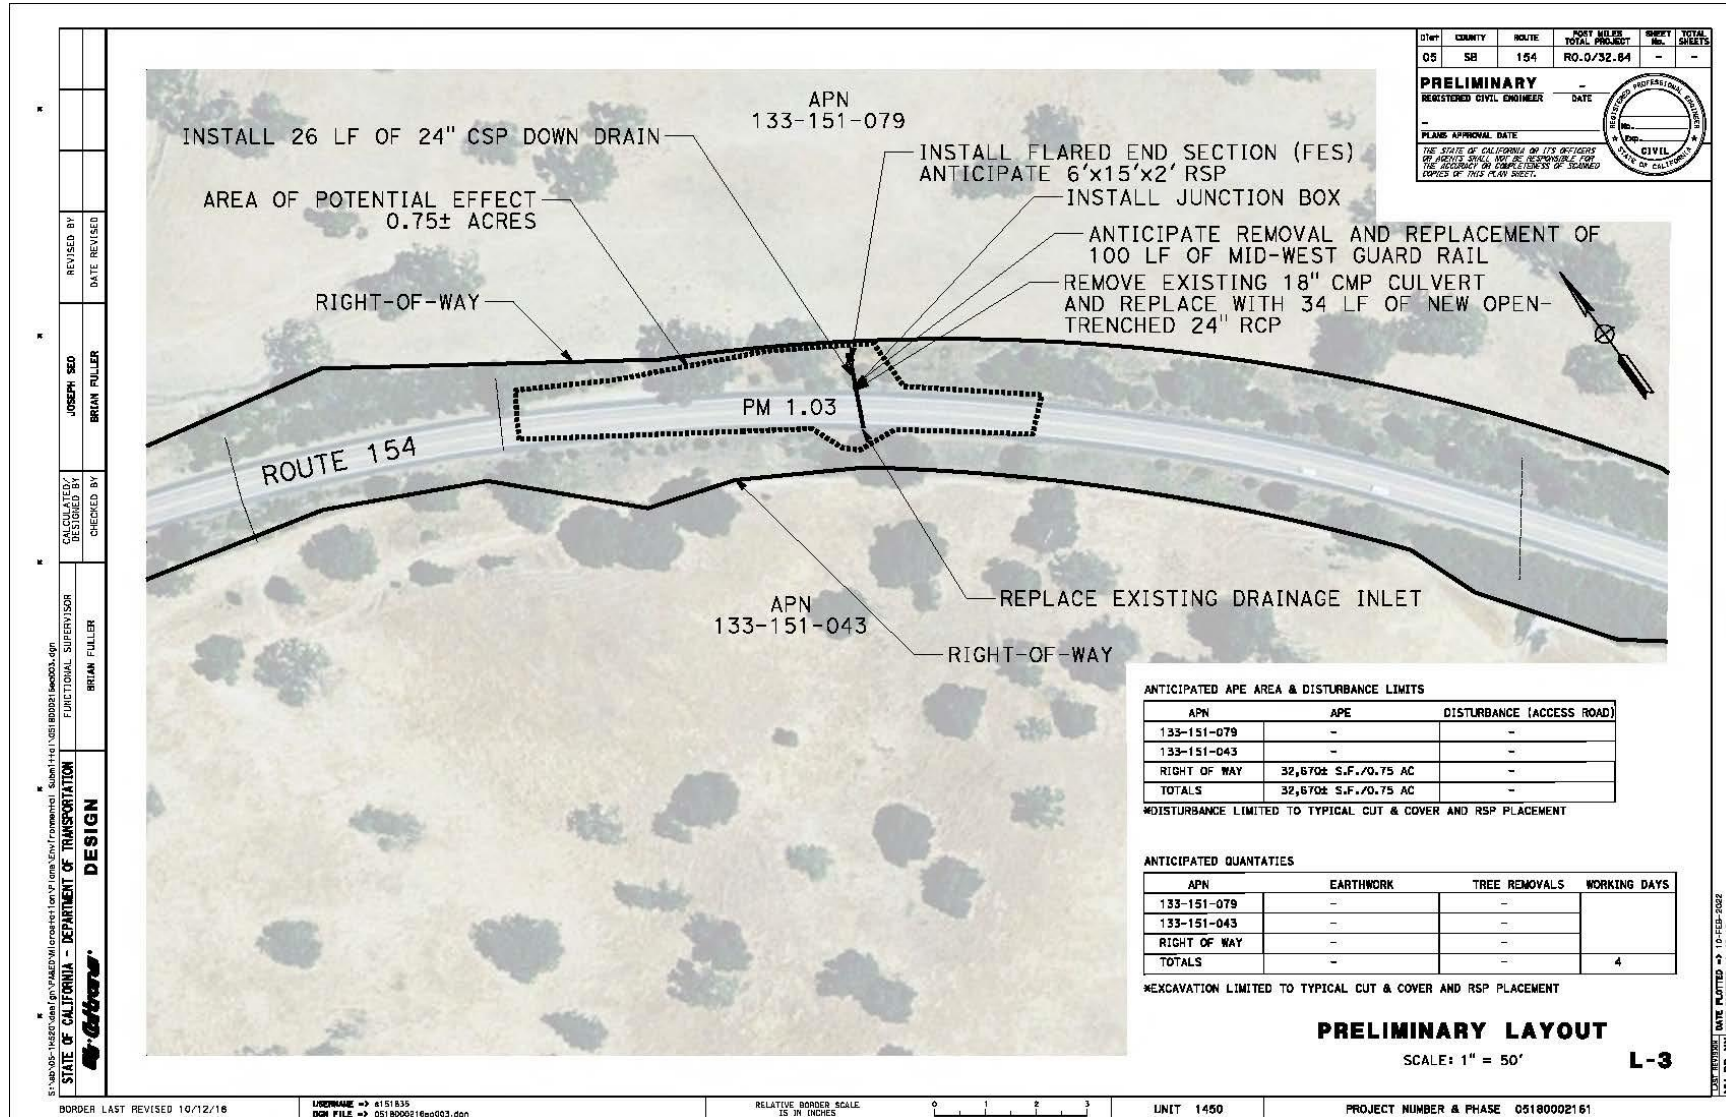 Dist COUNTY ROUTE POST MILES TOTAL PROJECT SHEET No. TOTAL SHEETS
05 SB 154 R0.0/32.84 - -
PRELIMINARY -
REGISTERED CIVIL ENGINEER DATE
-
PLANS APPROVAL DATE
THE STATE OF CALIFORNIA OR ITS OFFICERS
OR AGENTS SHALL NOT BE RESPONSIBLE FOR
THE ACCURACY OR COMPLETENESS OF SCANNED
COPIES OF THIS PLAN SHEET.
REGISTERED PROFESSIONAL ENGINEER
No.
Exp.
CIVIL
STATE OF CALIFORNIA
APN
133-151-079
INSTALL 26 LF OF 24" CSP DOWN DRAIN
AREA OF POTENTIAL EFFECT
0.75± ACRES
RIGHT-OF-WAY
INSTALL FLARED END SECTION (FES)
ANTICIPATE 6'x15'x2' RSP
INSTALL JUNCTION BOX
ANTICIPATE REMOVAL AND REPLACEMENT OF
100 LF OF MID-WEST GUARD RAIL
REMOVE EXISTING 18" CMP CULVERT
AND REPLACE WITH 34 LF OF NEW OPEN-
TRENCHED 24" RCP
PM 1.03
ROUTE 154
APN
133-151-043
REPLACE EXISTING DRAINAGE INLET
RIGHT-OF-WAY
ANTICIPATED APE AREA & DISTURBANCE LIMITS
APN APE DISTURBANCE (ACCESS ROAD)
133-151-079 - -
133-151-043 - -
RIGHT OF WAY 32,670± S.F./0.75 AC -
TOTALS 32,670± S.F./0.75 AC -
*DISTURBANCE LIMITED TO TYPICAL CUT & COVER AND RSP PLACEMENT
ANTICIPATED QUANTATIES
APN EARTHWORK TREE REMOVALS WORKING DAYS
133-151-079 - -
133-151-043 - -
RIGHT OF WAY - -
TOTALS - - 4
*EXCAVATION LIMITED TO TYPICAL CUT & COVER AND RSP PLACEMENT
PRELIMINARY LAYOUT
SCALE: 1" = 50'
L-3
REVISED BY
DATE REVISED
JOSEPH SEO
BRIAN FULLER
CALCULATED/
DESIGNED BY
CHECKED BY
FUNCTIONAL SUPERVISOR
BRIAN FULLER
STATE OF CALIFORNIA - DEPARTMENT OF TRANSPORTATION
DESIGN
Caltrans
DATE PLOTTED => 10-FEB-2022
LAST REVISION
BORDER LAST REVISED 10/12/18
USERNAME => s151835
DGN FILE => 0518000216ea003.dgn
RELATIVE BORDER SCALE
IS IN INCHES
0 1 2 3
UNIT 1450
PROJECT NUMBER & PHASE 05180002161